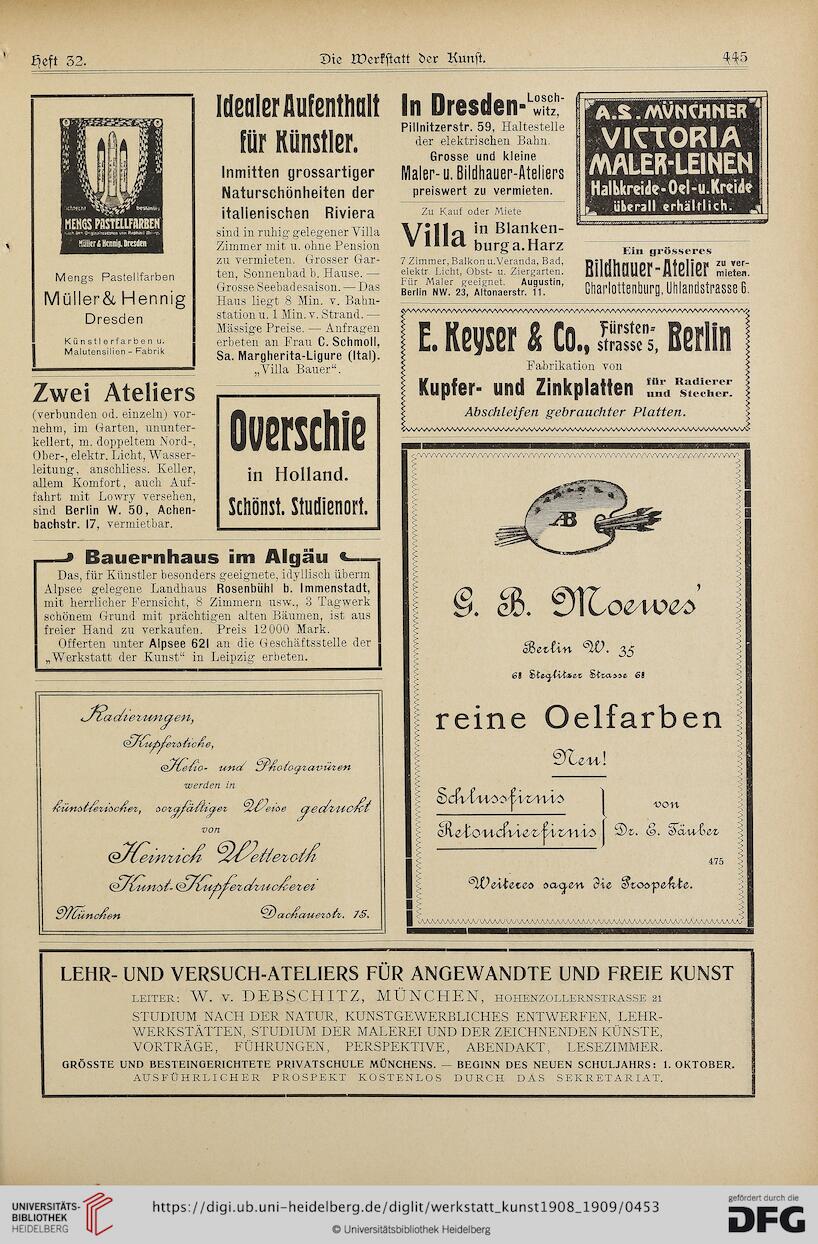 Heft 32.
Die Werkstatt der Kunst.
445
MENGS PASTELLFARBEN
Müller & Hennig, Dresden
Mengs Pastellfarben
Müller & Hennig
Dresden
Künstlerfarben u.
Malutensilien-Fabrik
Zwei Ateliers
(verbunden od. einzeln) vor-
nehm, im Garten, ununter-
kellert, m. doppeltem Nord-,
Ober-, elektr. Licht, Wasser-
leitung, anschliess. Keller,
allem Komfort, auch Auf-
fahrt mit Lowry versehen,
sind Berlin W. 50, Achen-
bachstr. 17, vermietbar.
Idealer Aufenthalt
für Künstler.
Inmitten grossartiger
Naturschönheiten der
italienischen Riviera
sind in ruhig gelegener Villa
Zimmer mit u. ohne Pension
zu vermieten. Grosser Gar-
ten, Sonnenbad b. Hause. —
Grosse Seebadesaison. — Das
Haus liegt 8 Min. v. Bahn-
station u. 1 Min. v. Strand. —
Mässige Preise. — Anfragen
erbeten an Frau C. Schmoll,
Sa. Margherita-Ligure (Ital).
„Villa Bauer“.
Overschie
in Holland.
Schönst. Studienort.
In Dresden-Losch-
witz,
Pillnitzerstr. 59, Haltestelle
der elektrischen Bahn.
Grosse und kleine
Maler- u. Bildhauer-Ateliers
preiswert zu vermieten.
Zu Kauf oder Miete
Villa in Blanken-
burg a. Harz
7 Zimmer, Balkon u. Veranda, Bad,
elektr. Licht, Obst- u. Ziergarten.
Für Maler geeignet. Augustin,
Berlin NW. 23, Altonaerstr. 11.
A.S. MÜNCHNER
VICTORIA
MALER-LEINEN
Halbkreide-Oel-u. Kreide
überall erhältlich.
Ein grösseres
Bildhauer-Atelier zu ver-
mieten.
Charlottenburg, Uhlandstrasse 6.
E. Keyser & Co., Fürsten-
strasse 5, Berlin
Fabrikation von
Kupfer- und Zinkplatten für Radierer
und Stecher.
Abschleifen gebrauchter Platten.
Bauernhaus im Algäu
Das, für Künstler besonders geeignete, idyllisch überm
Alpsee gelegene Landhaus Rosenbühl b. Immenstadt,
mit herrlicher Fernsicht, 8 Zimmern usw., 3 Tagwerk
schönem Grund mit prächtigen alten Bäumen, ist aus
freier Hand zu verkaufen. Preis 12000 Mark.
Offerten unter Alpsee 621 an die Geschäftsstelle der
„Werkstatt der Kunst“ in Leipzig erbeten.
Radierungen,
Kupferstiche,
Helio- und Photogravüren
werden in
künstlerischer, sorgfältiger Weise gedruckt
von
Heinrich Wetteroth
Kunst-Kupferdruckerei
München
Dachauerstr. 15.
G. B. Moewes'
Berlin W. 35
68 Steglitzer Strasse 68
reine Oelfarben
Neu!
Schlussfirnis
Retouchierfirnis
von
Dr. E. Täuber
475
Weiteres sagen die Prospekte.
LEHR- UND VERSUCH-ATELIERS FÜR ANGEWANDTE UND FREIE KUNST
LEITER: W. v. DEBSCHITZ, MÜNCHEN, HOHENZOLLERNSTRASSE 21
STUDIUM NACH DER NATUR, KUNSTGEWERBLICHES ENTWERFEN, LEHR-
WERKSTÄTTEN, STUDIUM DER MALEREI UND DER ZEICHNENDEN KÜNSTE,
VORTRÄGE, FÜHRUNGEN, PERSPEKTIVE, ABENDAKT, LESEZIMMER.
GRÖSSTE UND BESTEINGERICHTETE PRIVATSCHULE MÜNCHENS. — BEGINN DES NEUEN SCHULJAHRS: 1. OKTOBER.
AUSFÜHRLICHER PROSPEKT KOSTENLOS DURCH DAS SEKRETARIAT.
UNIVERSITÄTS-
BIBLIOTHEK
HEIDELBERG
https://digi.ub.uni-heidelberg.de/diglit/werkstatt_kunst1908_1909/0453
© Universitätsbibliothek Heidelberg
gefördert durch die
DFG